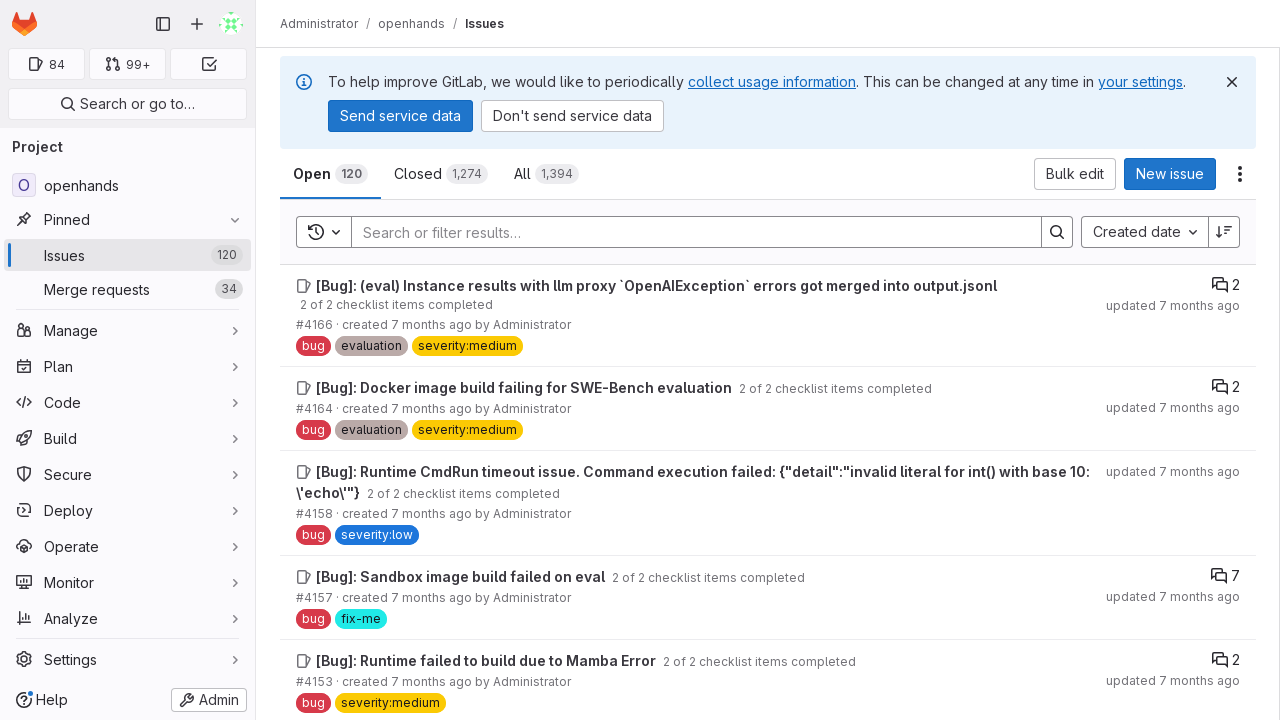 Administrator / openhands / Issues
84
99+
Search or go to…
Project
O openhands
Pinned
Issues 120
Merge requests 34
Manage
Plan
Code
Build
Secure
Deploy
Operate
Monitor
Analyze
Settings
Help
Admin
To help improve GitLab, we would like to periodically collect usage information. This can be changed at any time in your settings.
Send service data
Don't send service data
Open 120
Closed 1,274
All 1,394
Bulk edit
New issue
Search or filter results…
Created date
[Bug]: (eval) Instance results with llm proxy `OpenAIException` errors got merged into output.jsonl
2 of 2 checklist items completed
#4166 · created 7 months ago by Administrator
bug evaluation severity:medium
2
updated 7 months ago
[Bug]: Docker image build failing for SWE-Bench evaluation 2 of 2 checklist items completed
#4164 · created 7 months ago by Administrator
bug evaluation severity:medium
2
updated 7 months ago
[Bug]: Runtime CmdRun timeout issue. Command execution failed: {"detail":"invalid literal for int() with base 10:
\'echo\'"} 2 of 2 checklist items completed
#4158 · created 7 months ago by Administrator
bug severity:low
updated 7 months ago
[Bug]: Sandbox image build failed on eval 2 of 2 checklist items completed
#4157 · created 7 months ago by Administrator
bug fix-me
7
updated 7 months ago
[Bug]: Runtime failed to build due to Mamba Error 2 of 2 checklist items completed
#4153 · created 7 months ago by Administrator
bug severity:medium
2
updated 7 months ago